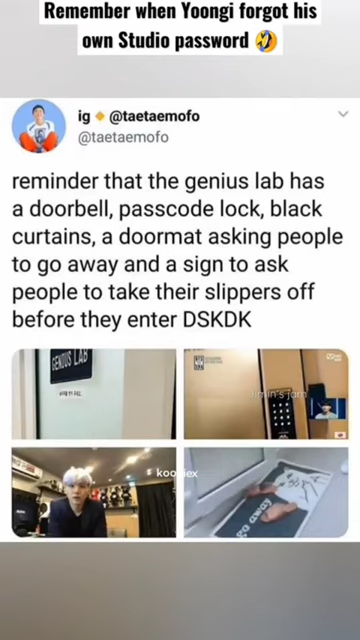 Remember when Yoongi forgot his
own Studio password 🤣
ig 🔸 @taetaemofo
@taetaemofo
reminder that the genius lab has
a doorbell, passcode lock, black
curtains, a doormat asking people
to go away and a sign to ask
people to take their slippers off
before they enter DSKDK
GENIUS LAB
Jimin's jam
go away